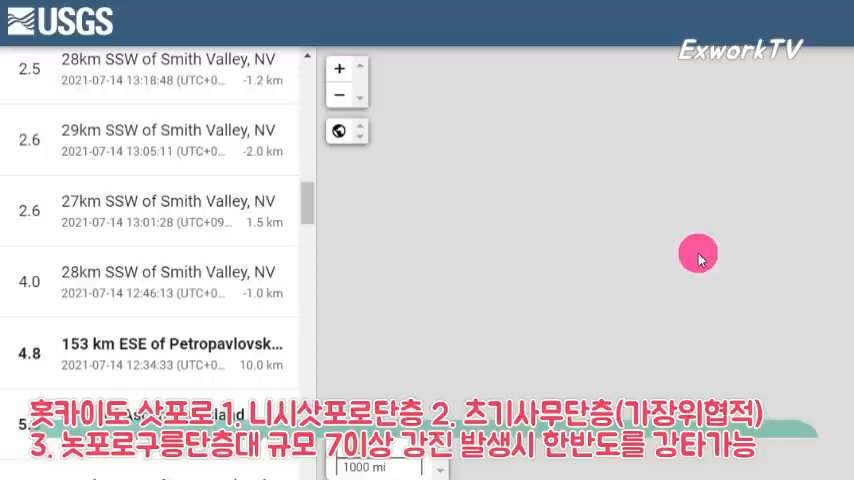 USGS
ExworkTV
2.5
28km SSW of Smith Valley, NV
2021-07-14 13:18:48 (UTC+0... -1.2 km
2.6
29km SSW of Smith Valley, NV
2021-07-14 13:05:11 (UTC+0... -2.0 km
2.6
27km SSW of Smith Valley, NV
2021-07-14 13:01:28 (UTC+09... 1.5 km
4.0
28km SSW of Smith Valley, NV
2021-07-14 12:46:13 (UTC+0... -1.0 km
4.8
153 km ESE of Petropavlovsk...
2021-07-14 12:34:33 (UTC+0... 10.0 km
홋카이도 삿포로 1. 니시삿포로단층 2. 츠기사무단층(가장위협적)
3. 놋포로구릉단층대 규모 7이상 강진 발생시 한반도를 강타가능
1000 mi